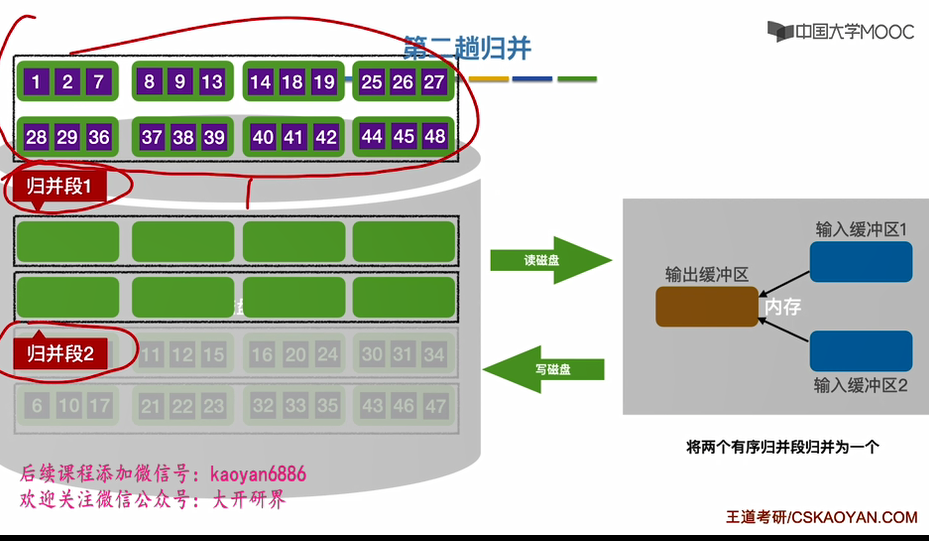 中国大学MOOC
第二趟归并
1 2 7 8 9 13 14 18 19 25 26 27
28 29 36 37 38 39 40 41 42 44 45 48
归并段1
读磁盘
写磁盘
输入缓冲区1
输出缓冲区
内存
输入缓冲区2
归并段2
11 12 15 16 20 24 30 31 34
6 10 17 21 22 23 32 33 35 43 46 47
将两个有序归并段归并为一个
后续课程添加微信号：kaoyan6886
欢迎关注微信公众号：大开研界
王道考研/CSKAOYAN.COM